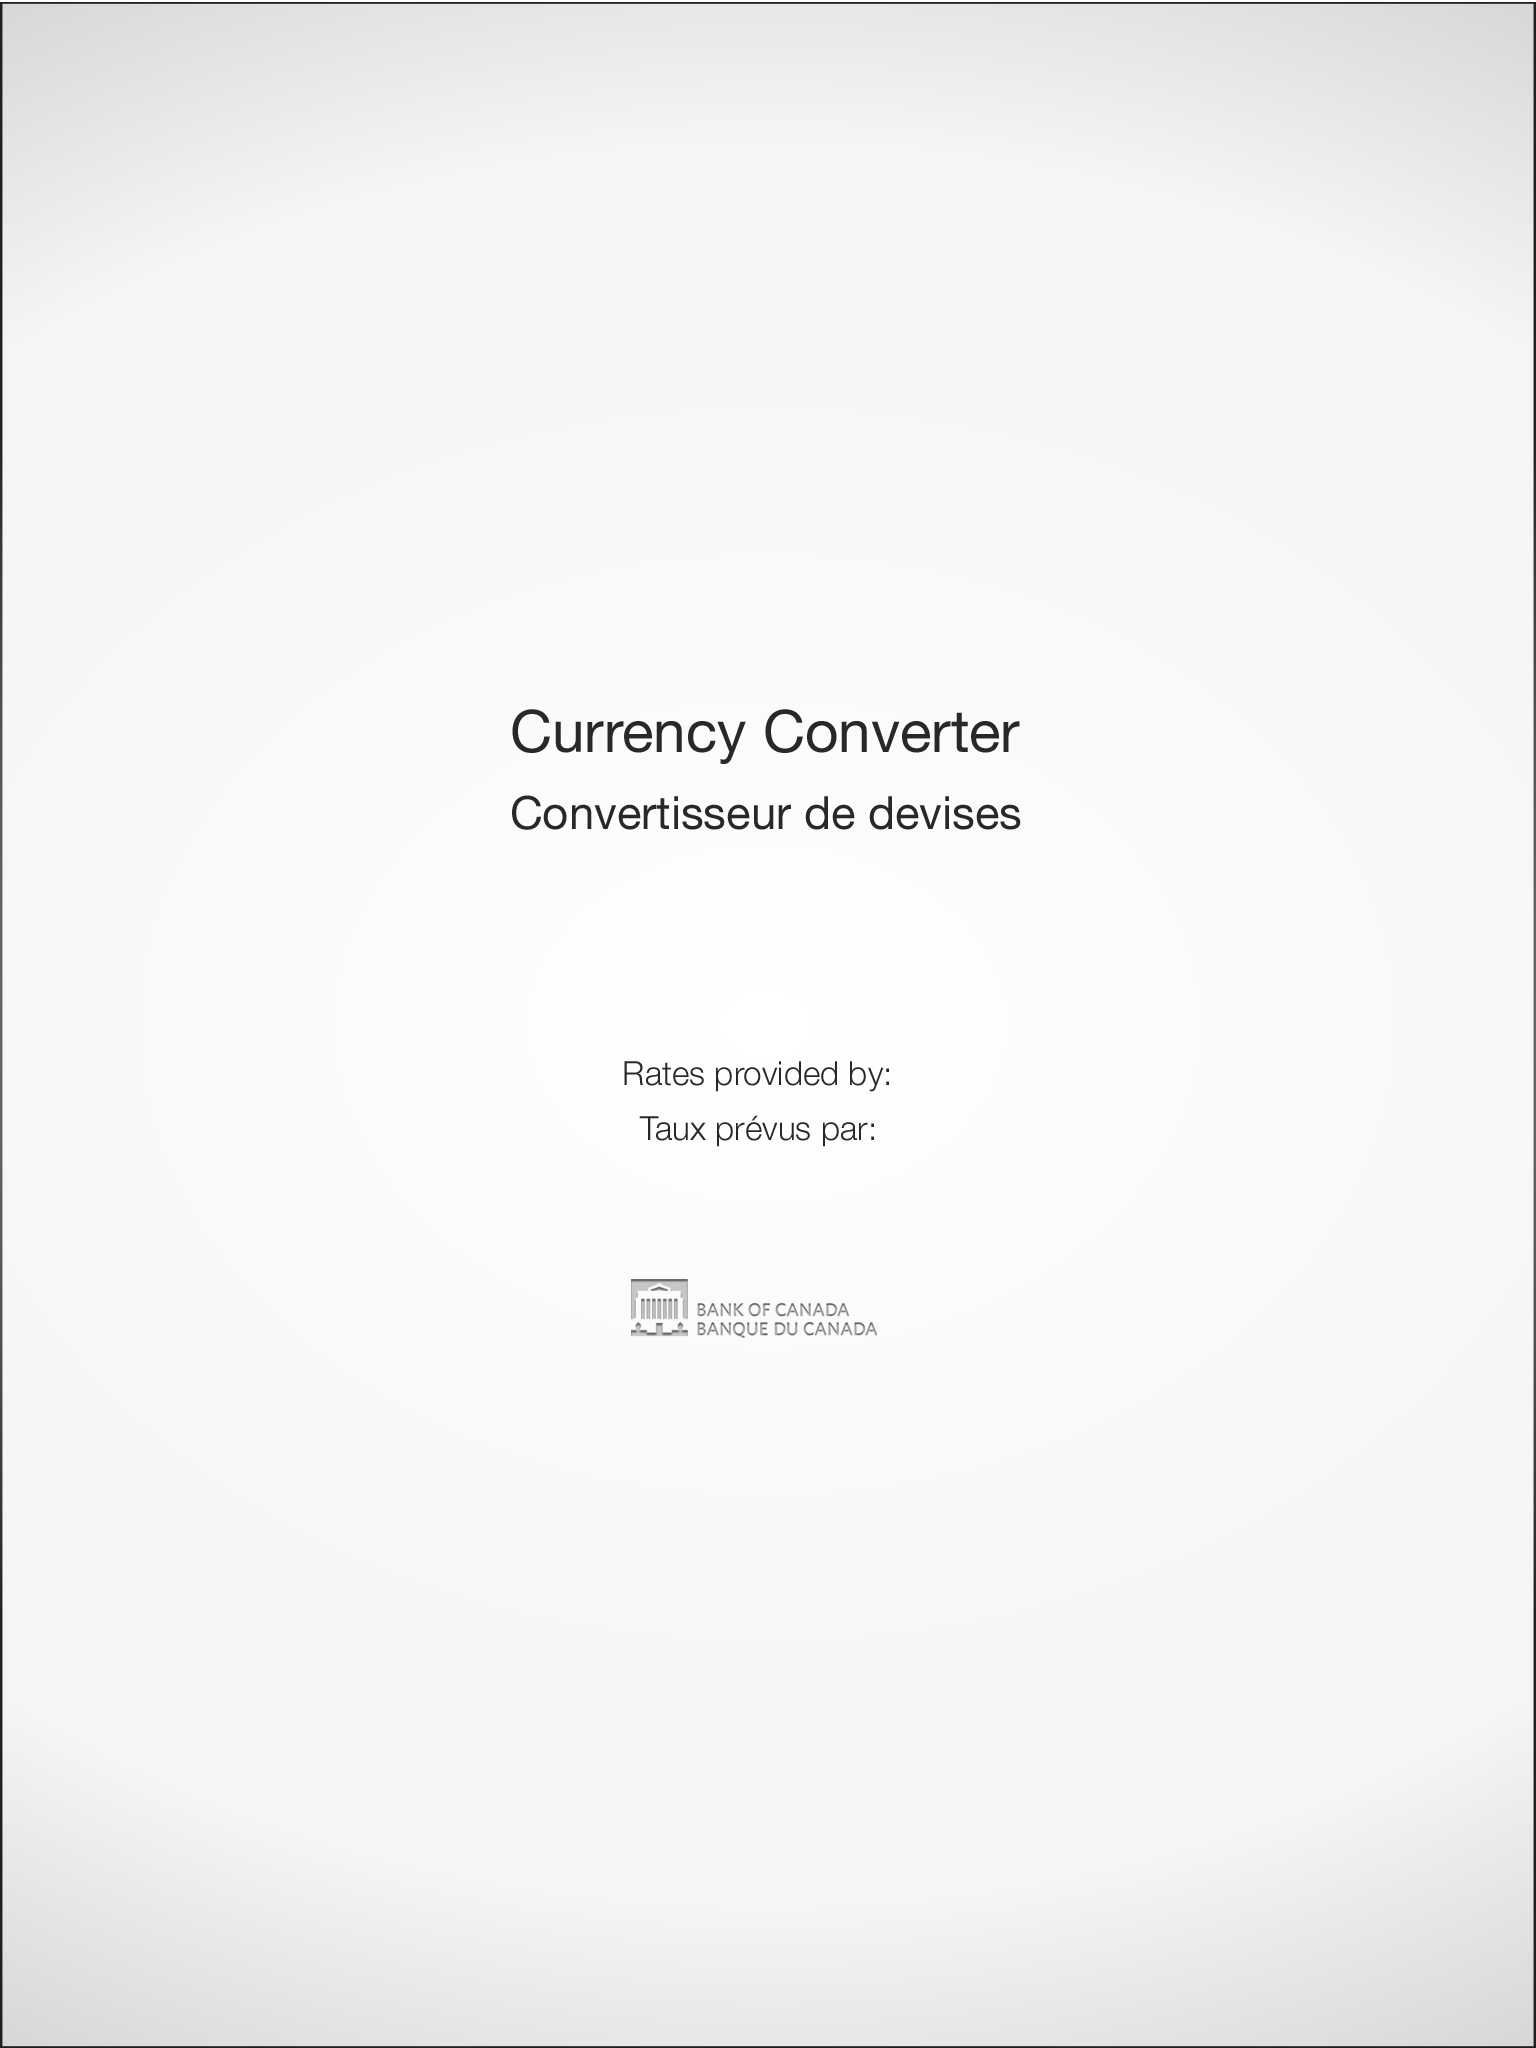 Currency Converter
Convertisseur de devises
Rates provided by:
Taux prévus par:
BANK OF CANADA
BANQUE DU CANADA